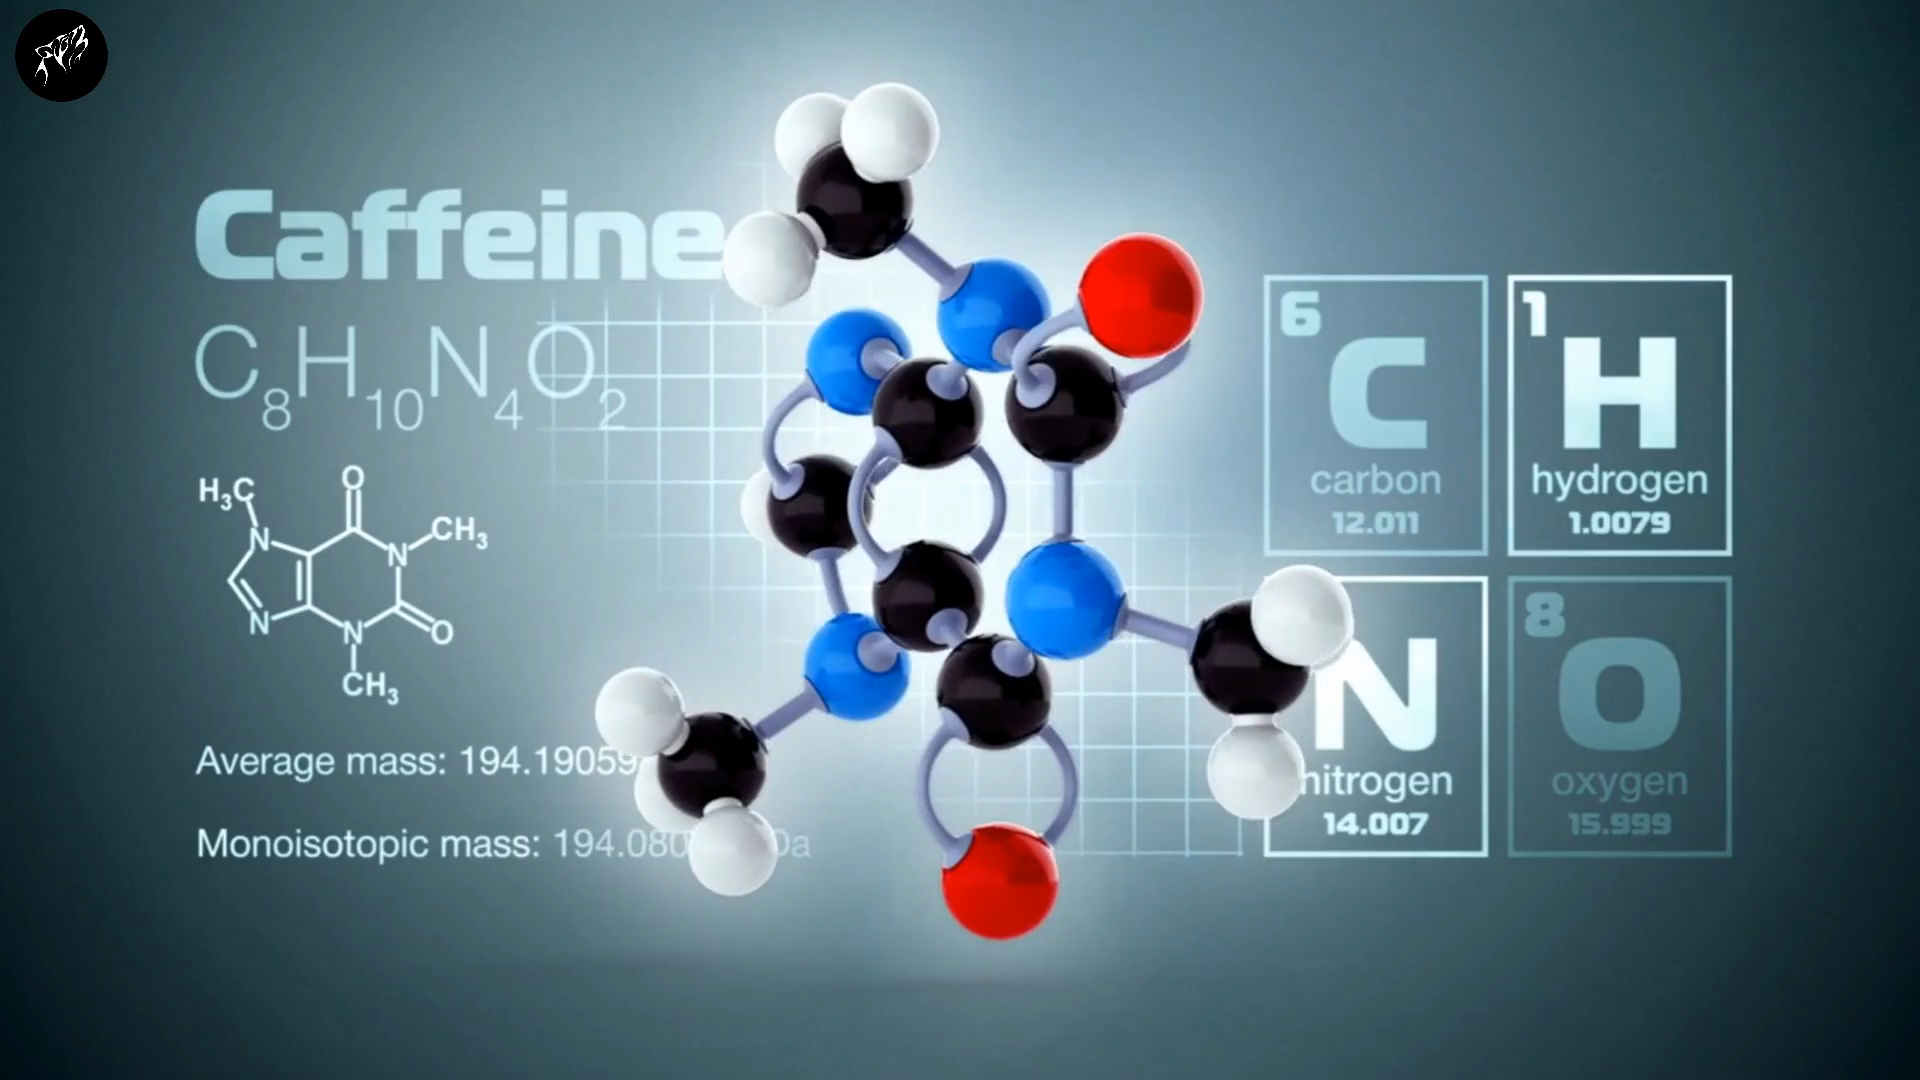 Caffeine
C8H10N4O2
H3C
O
N
CH3
N
N
N
O
CH3
Average mass: 194.19059
Monoisotopic mass: 194.080 Da
6
C
carbon
12.011
1
H
hydrogen
1.0079
N
nitrogen
14.007
8
O
oxygen
15.999